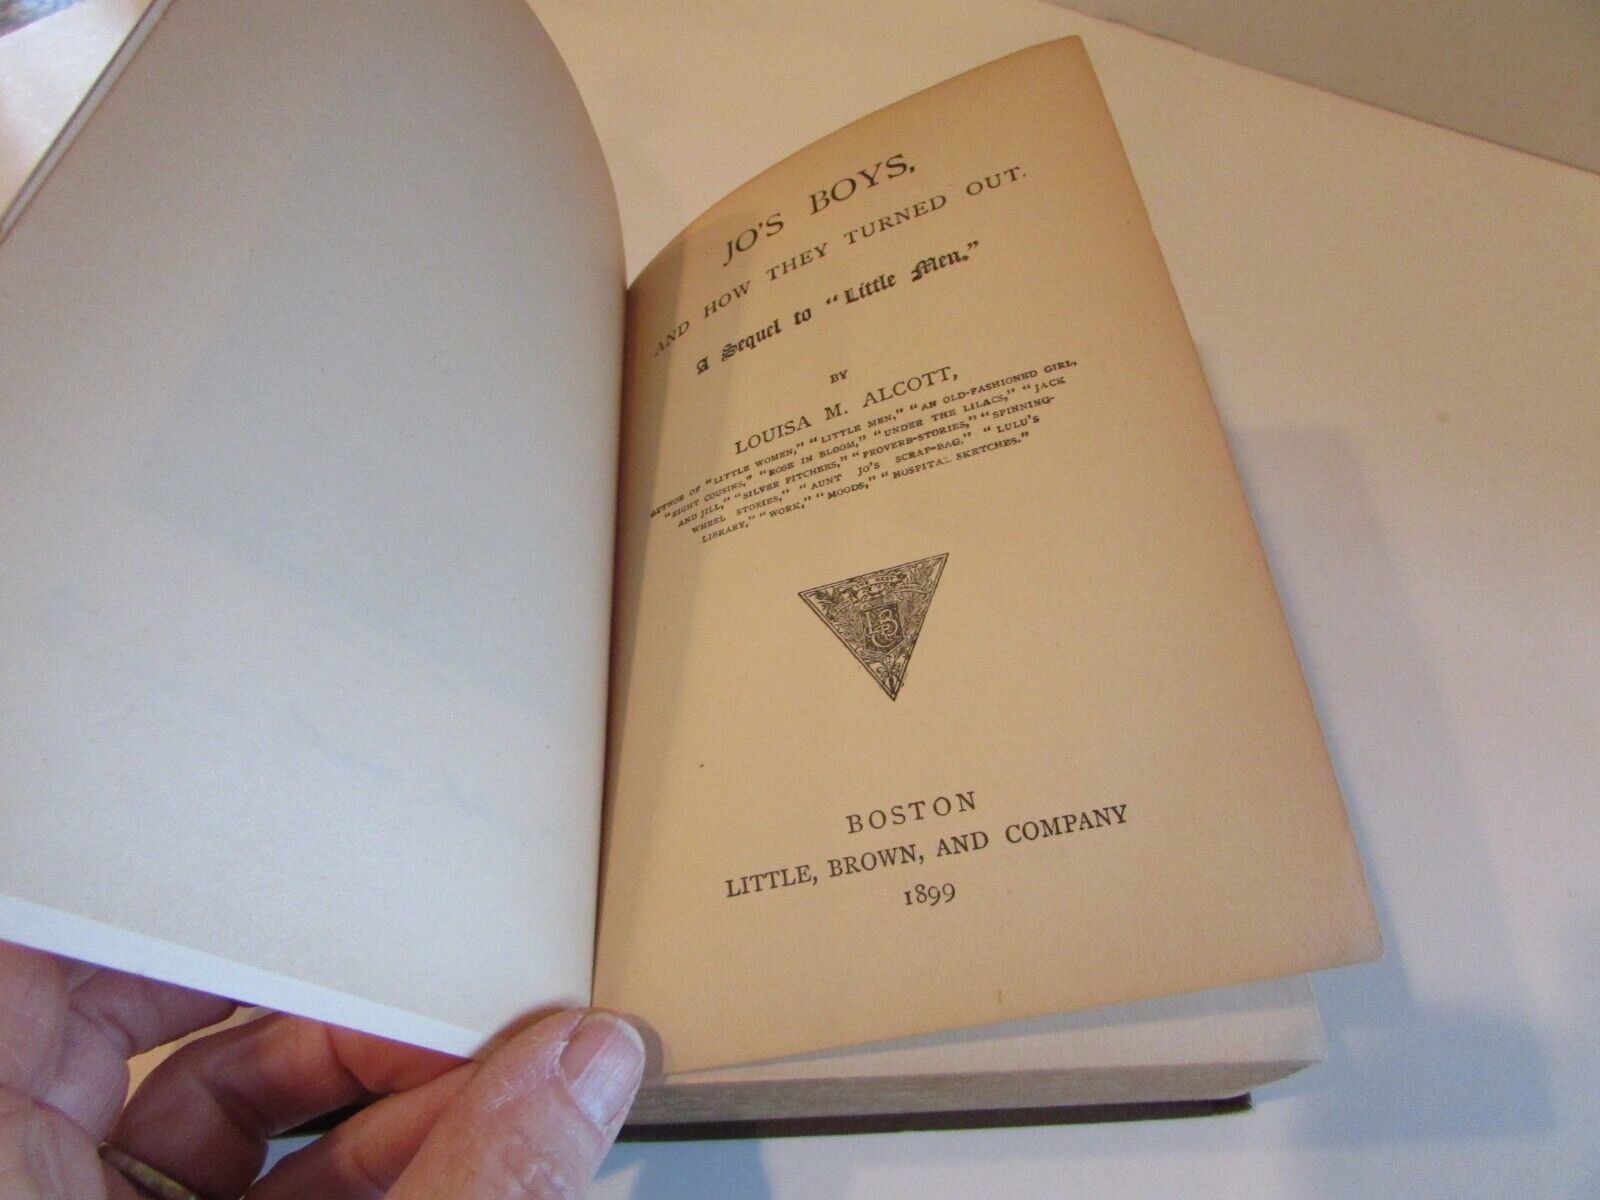 JO'S BOYS,
AND HOW THEY TURNED OUT.
A Sequel to "Little Men."
BY
LOUISA M. ALCOTT,
AUTHOR OF "LITTLE WOMEN," "LITTLE MEN," "AN OLD-FASHIONED GIRL,
"EIGHT COUSINS," "ROSE IN BLOOM," "UNDER THE LILACS," "JACK
AND JILL," "SILVER PITCHERS," "PROVERB-STORIES," "SPINNING-
WHEEL STORIES," "AUNT JO'S SCRAP-BAG," "LULU'S
LIBRARY," "WORK," "MOODS," "HOSPITAL SKETCHES."
THE BEST
LB
BOSTON
LITTLE, BROWN, AND COMPANY
1899